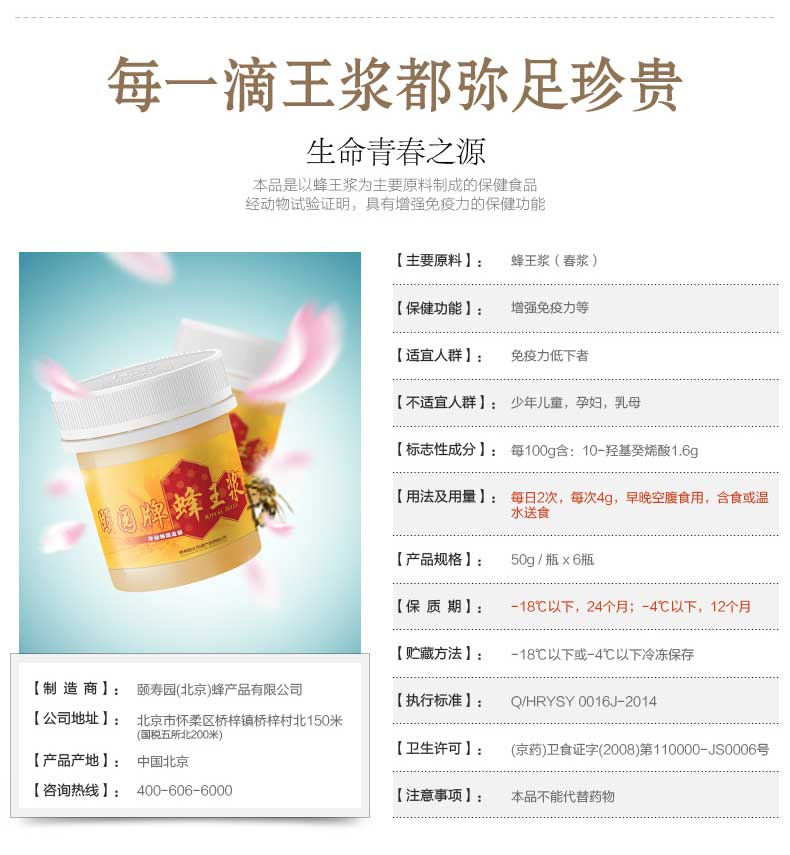 每一滴王浆都弥足珍贵
生命青春之源
本品是以蜂王浆为主要原料制成的保健食品
经动物试验证明，具有增强免疫力的保健功能
【主要原料】： 蜂王浆（春浆）
【保健功能】： 增强免疫力等
【适宜人群】： 免疫力低下者
【不适宜人群】： 少年儿童，孕妇，乳母
【标志性成分】： 每100g含：10-羟基癸烯酸1.6g
【用法及用量】： 每日2次，每次4g，早晚空腹食用，含食或温
水送食
【产品规格】： 50g / 瓶 x 6瓶
【保 质 期】： -18℃以下，24个月；-4℃以下，12个月
【贮藏方法】： -18℃以下或-4℃以下冷冻保存
【执行标准】： Q/HRYSY 0016J-2014
【卫生许可】： (京药)卫食证字(2008)第110000-JS0006号
【注意事项】： 本品不能代替药物
颐园牌 蜂王浆
ROYAL JELLY
【制 造 商】： 颐寿园(北京)蜂产品有限公司
【公司地址】： 北京市怀柔区桥梓镇桥梓村北150米
(国税五所北200米)
【产品产地】： 中国北京
【咨询热线】： 400-606-6000